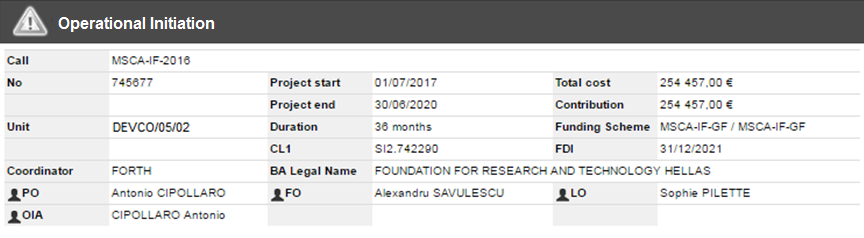 Operational Initiation
Call MSCA-IF-2016
No 745677 Project start 01/07/2017 Total cost 254 457,00 €
Project end 30/06/2020 Contribution 254 457,00 €
Unit DEVCO/05/02 Duration 36 months Funding Scheme MSCA-IF-GF / MSCA-IF-GF
CL1 SI2.742290 FDI 31/12/2021
Coordinator FORTH BA Legal Name FOUNDATION FOR RESEARCH AND TECHNOLOGY HELLAS
PO Antonio CIPOLLARO FO Alexandru SAVULESCU LO Sophie PILETTE
OIA CIPOLLARO Antonio